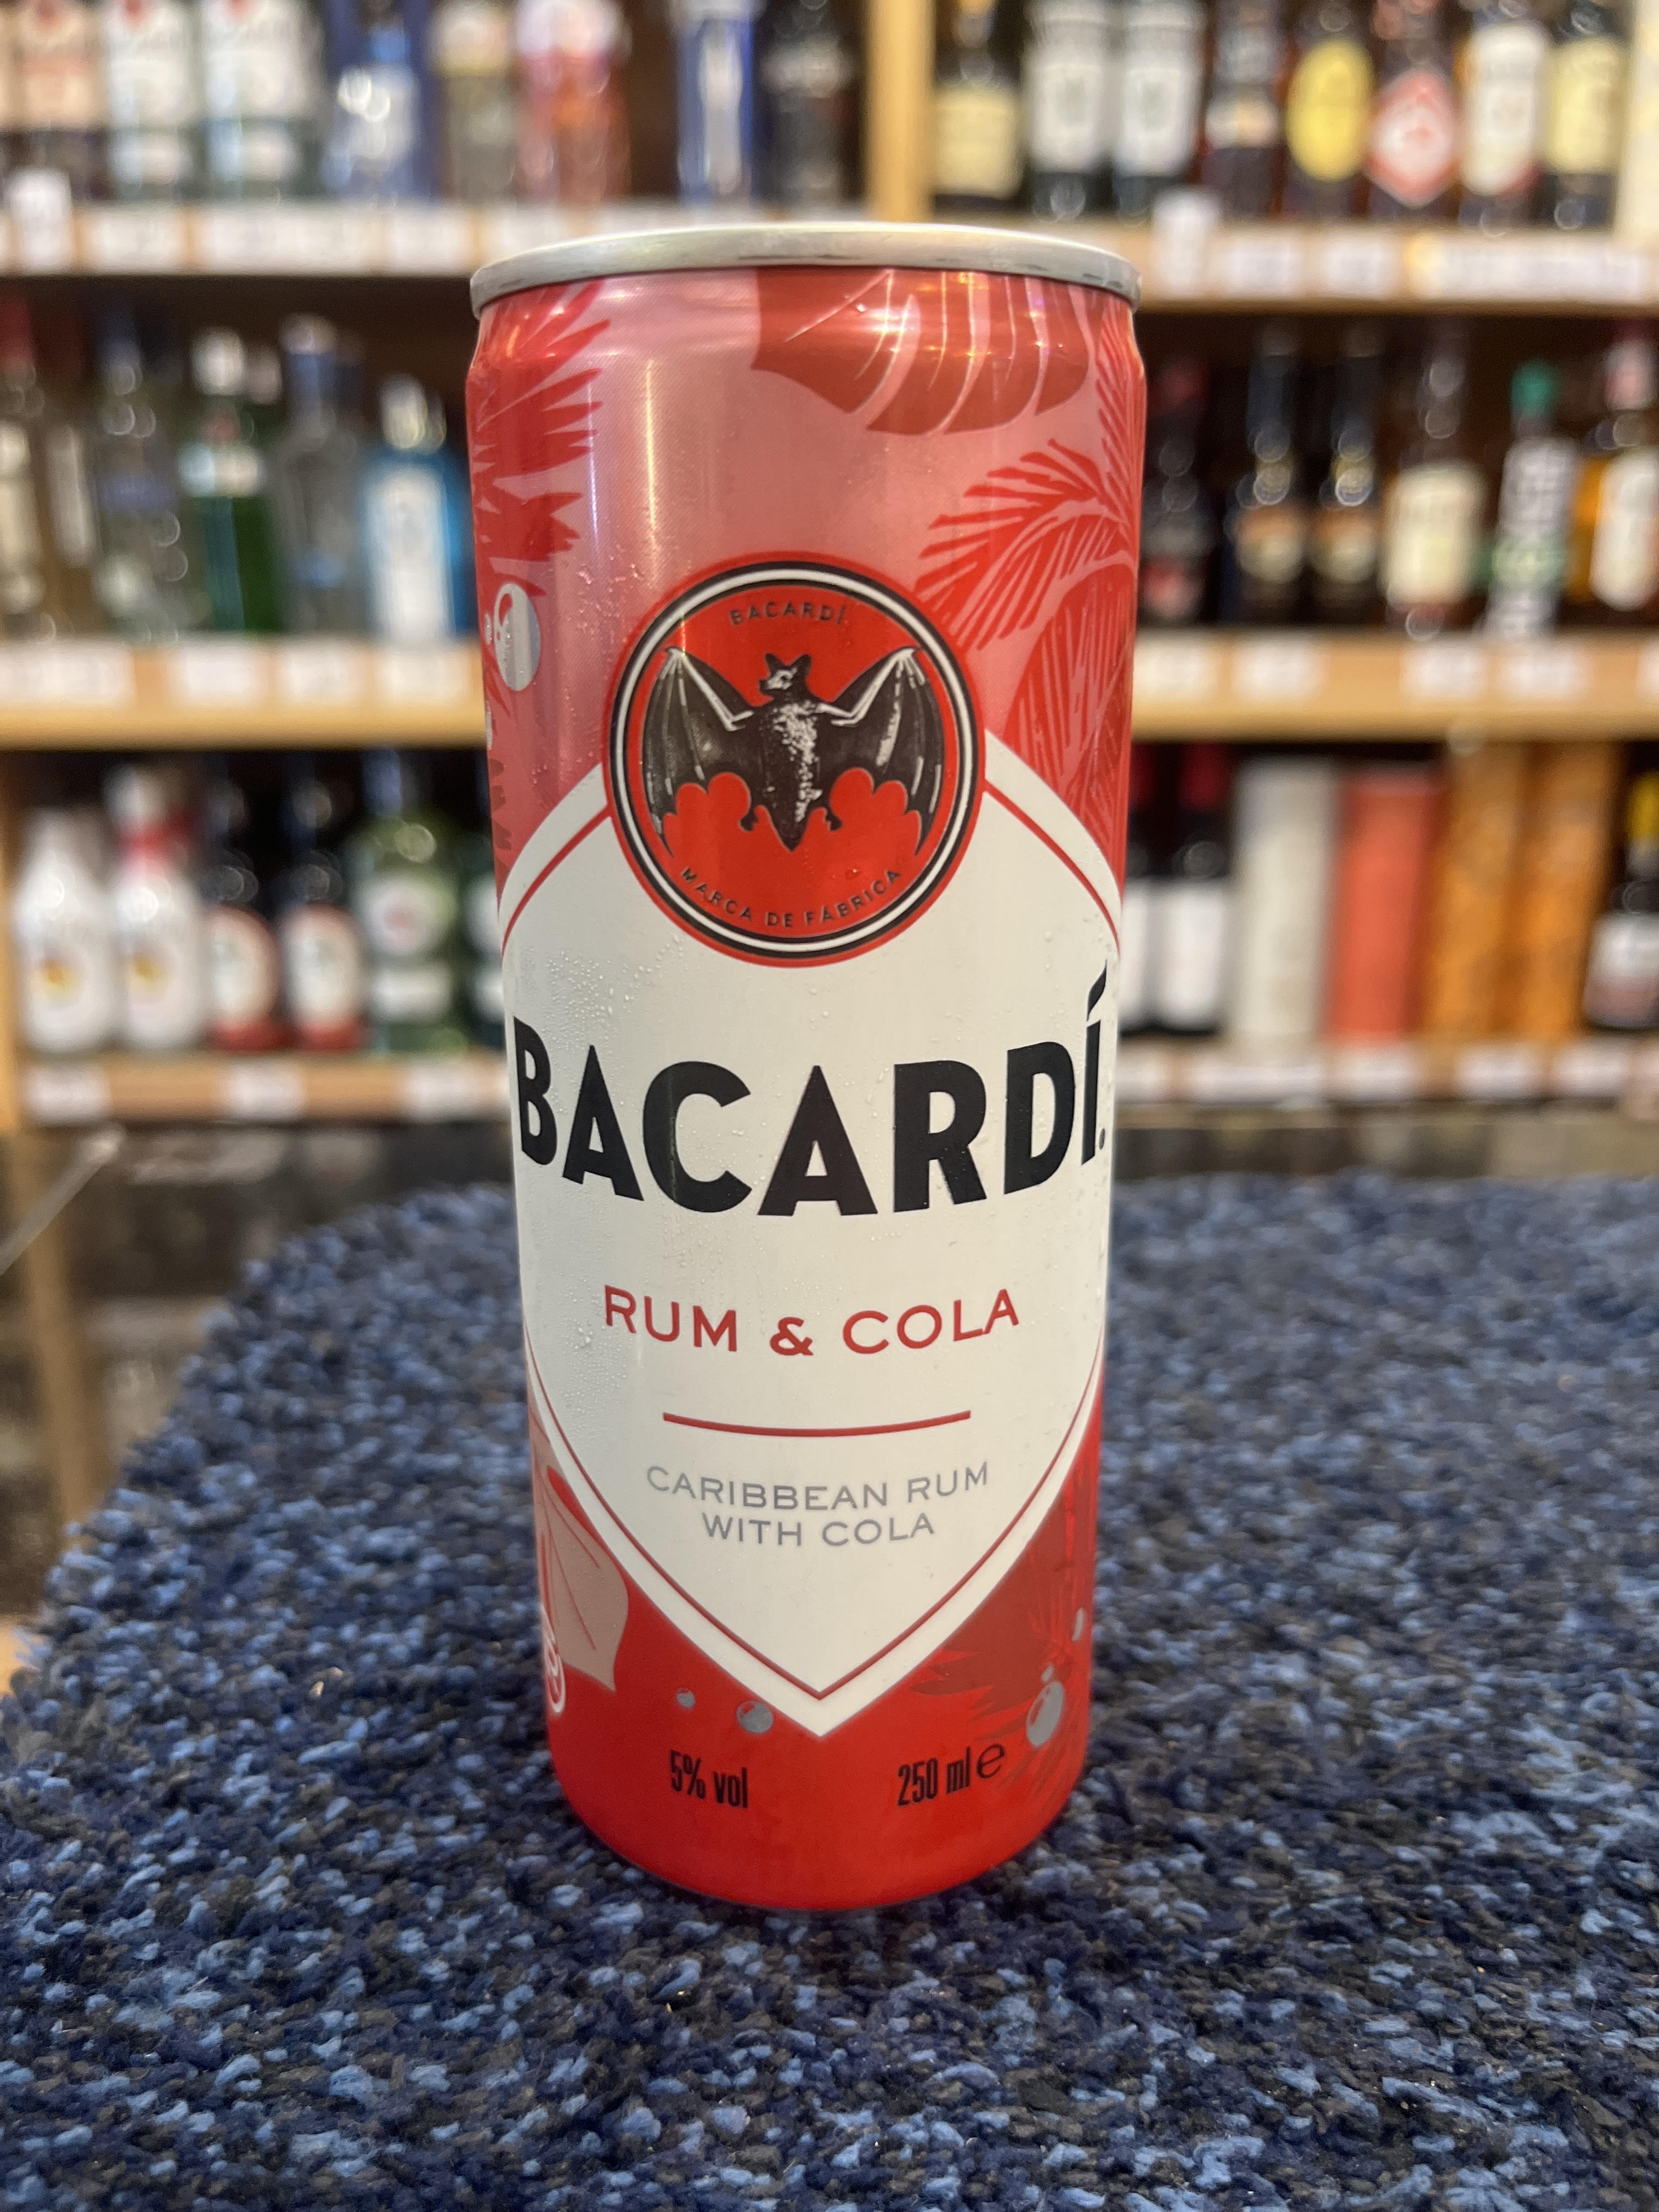 BACARDÍ
MARCA DE FÁBRICA
BACARDÍ.
RUM & COLA
CARIBBEAN RUM
WITH COLA
5% vol
250 ml e